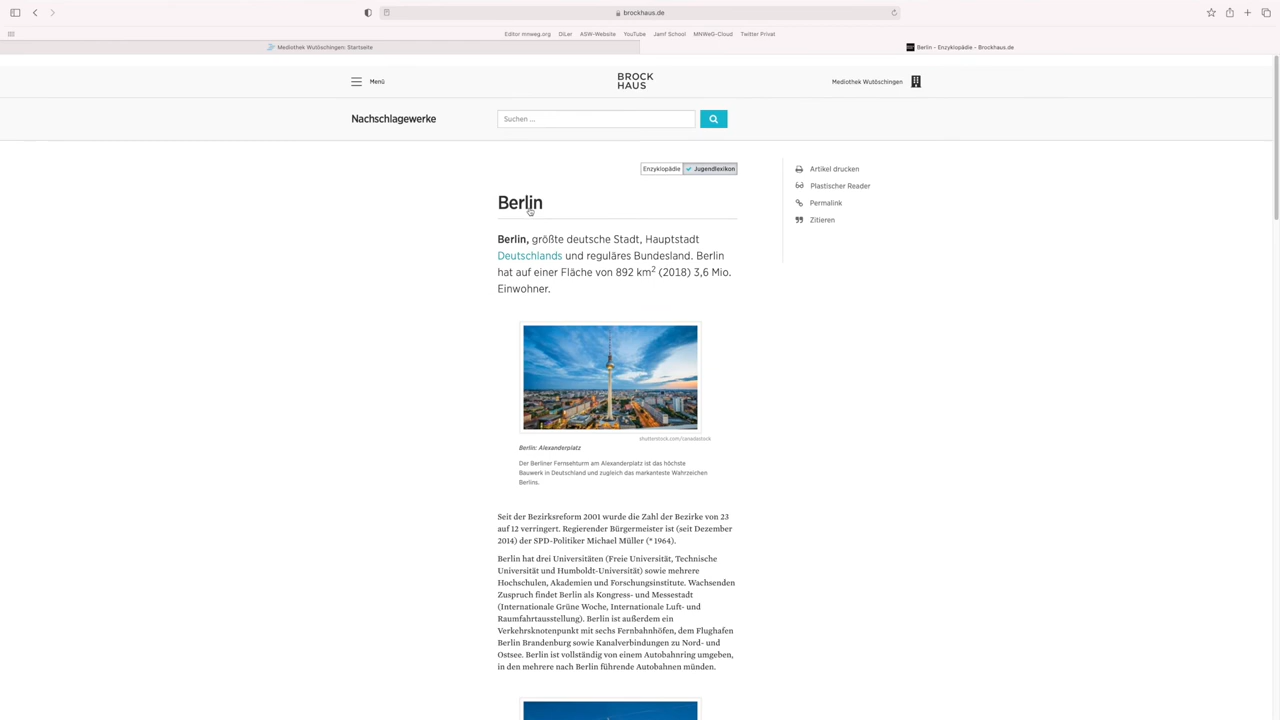 brockhaus.de
Editor mnweg.org DiLer ASW-Website YouTube Jamf School MNWeG-Cloud Twitter Privat
Mediothek Wutöschingen: Startseite
Berlin - Enzyklopädie - Brockhaus.de
Menü
BROCK
HAUS
Mediothek Wutöschingen
Nachschlagewerke
Suchen ...
Enzyklopädie Jugendlexikon
Artikel drucken
Plastischer Reader
Permalink
Zitieren
Berlin
Berlin, größte deutsche Stadt, Hauptstadt
Deutschlands und reguläres Bundesland. Berlin
hat auf einer Fläche von 892 km² (2018) 3,6 Mio.
Einwohner.
shutterstock.com/canadastock
Berlin: Alexanderplatz
Der Berliner Fernsehturm am Alexanderplatz ist das höchste
Bauwerk in Deutschland und zugleich das markanteste Wahrzeichen
Berlins.
Seit der Bezirksreform 2001 wurde die Zahl der Bezirke von 23
auf 12 verringert. Regierender Bürgermeister ist (seit Dezember
2014) der SPD-Politiker Michael Müller (* 1964).
Berlin hat drei Universitäten (Freie Universität, Technische
Universität und Humboldt-Universität) sowie mehrere
Hochschulen, Akademien und Forschungsinstitute. Wachsenden
Zuspruch findet Berlin als Kongress- und Messestadt
(Internationale Grüne Woche, Internationale Luft- und
Raumfahrtausstellung). Berlin ist außerdem ein
Verkehrsknotenpunkt mit sechs Fernbahnhöfen, dem Flughafen
Berlin Brandenburg sowie Kanalverbindungen zu Nord- und
Ostsee. Berlin ist vollständig von einem Autobahnring umgeben,
in den mehrere nach Berlin führende Autobahnen münden.